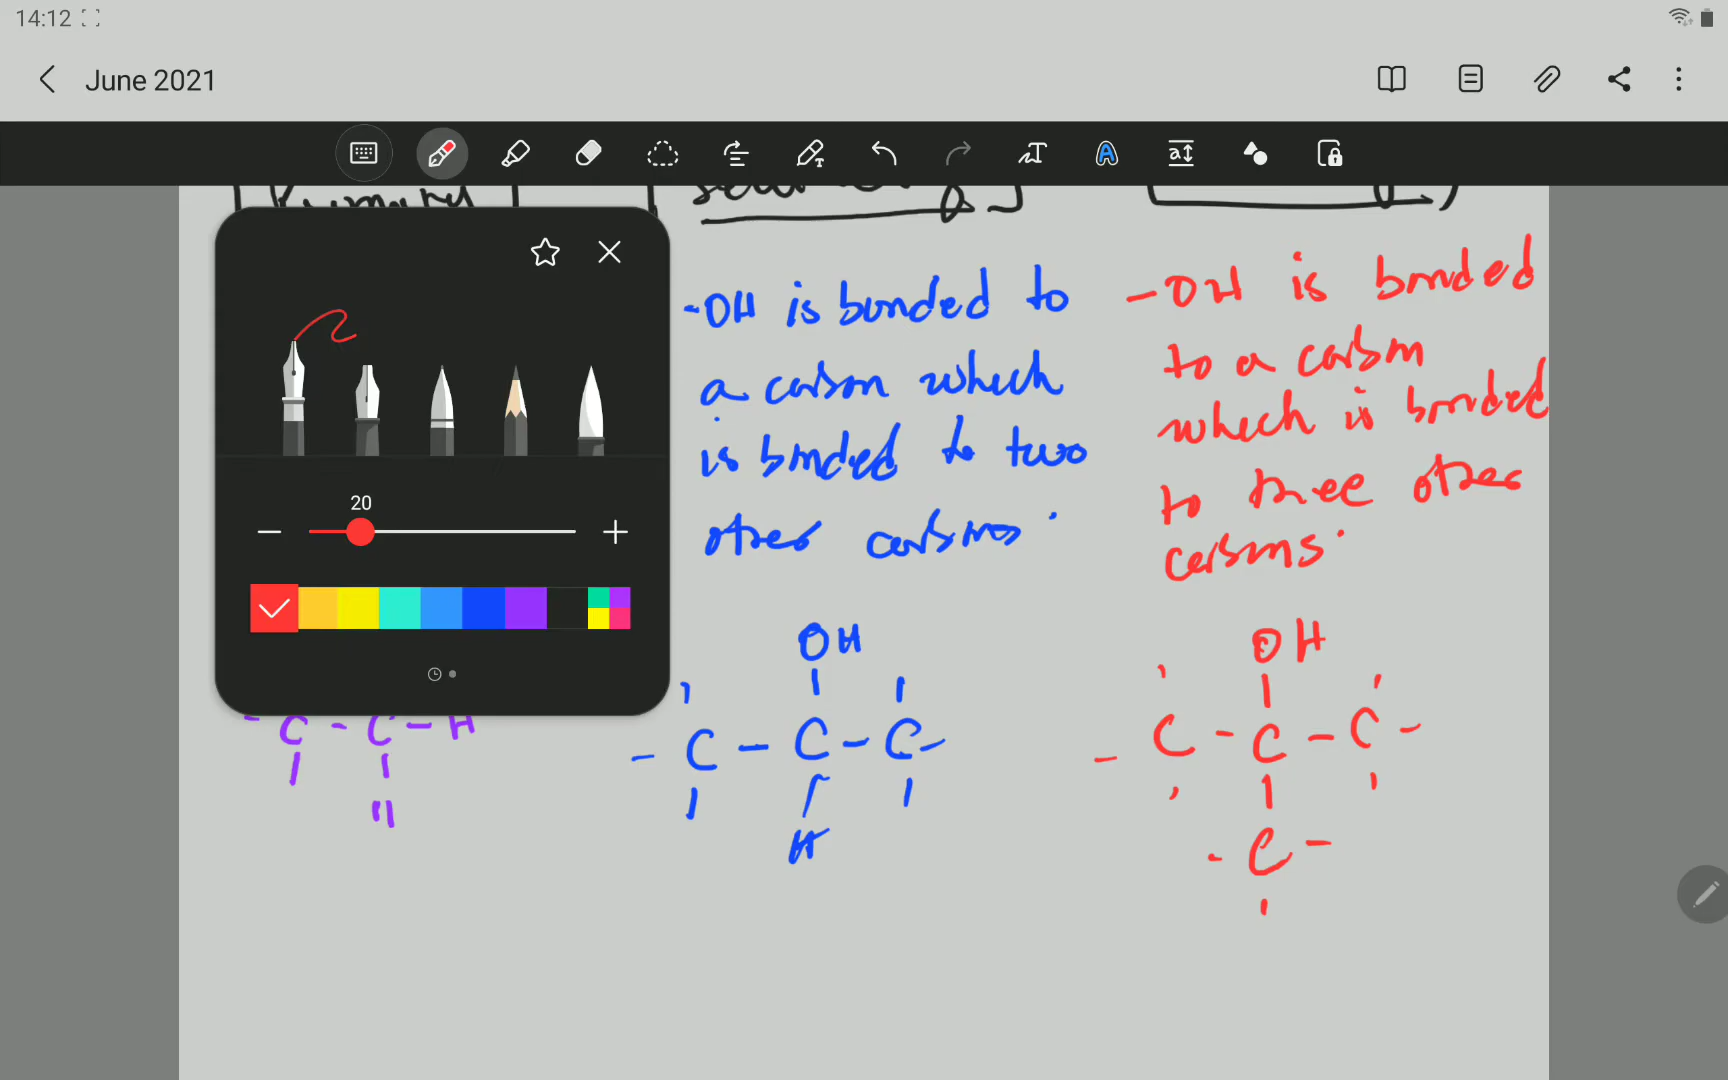 14:12
June 2021
Primary
-OH is bonded to
a carbon which
is bonded to two
other carbons.
-OH is bonded
to a carbon
which is bonded
to three other
carbons.
20
OH
C - C - H
- C - C - C -
H
OH
- C - C - C -
- C -